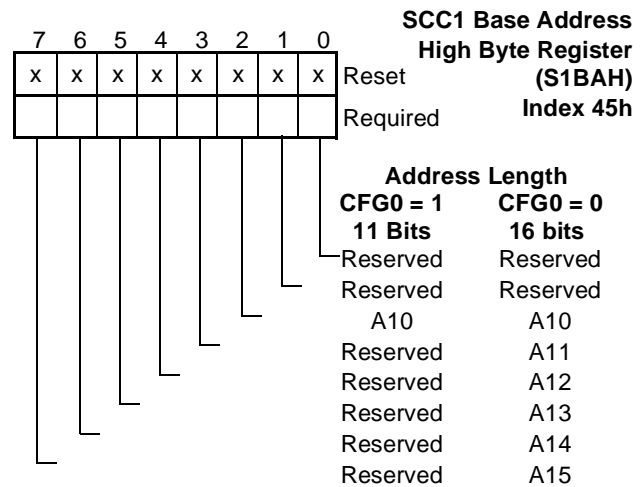 SCC1 Base Address
High Byte Register
(S1BAH)
Index 45h
7 6 5 4 3 2 1 0
x x x x x x x x Reset
Required
Address Length
CFG0 = 1 CFG0 = 0
11 Bits 16 bits
Reserved Reserved
Reserved Reserved
A10 A10
Reserved A11
Reserved A12
Reserved A13
Reserved A14
Reserved A15